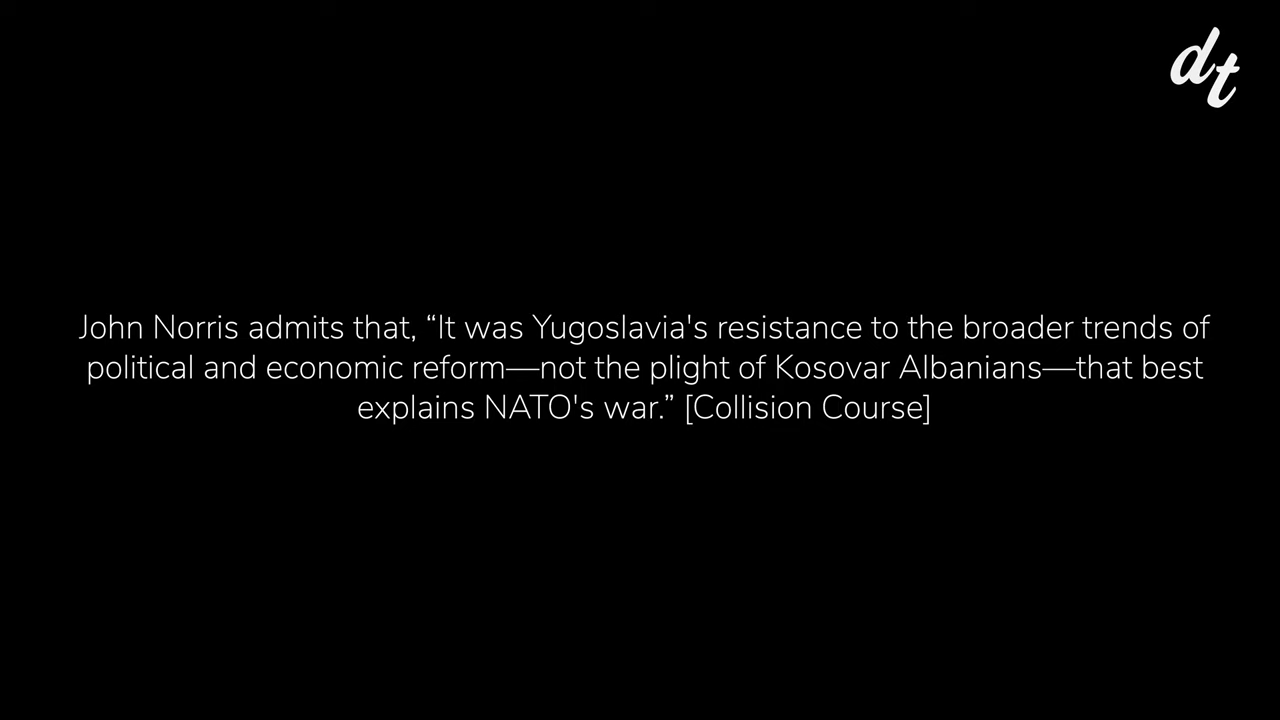 dt
John Norris admits that, “It was Yugoslavia's resistance to the broader trends of
political and economic reform—not the plight of Kosovar Albanians—that best
explains NATO's war.” [Collision Course]